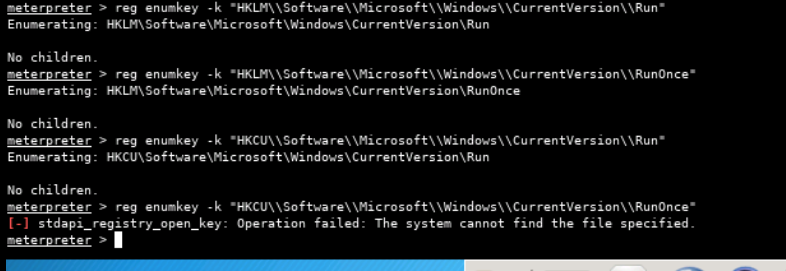 meterpreter > reg enumkey -k "HKLM\\Software\\Microsoft\\Windows\\CurrentVersion\\Run"
Enumerating: HKLM\Software\Microsoft\Windows\CurrentVersion\Run
No children.
meterpreter > reg enumkey -k "HKLM\\Software\\Microsoft\\Windows\\CurrentVersion\\RunOnce"
Enumerating: HKLM\Software\Microsoft\Windows\CurrentVersion\RunOnce
No children.
meterpreter > reg enumkey -k "HKCU\\Software\\Microsoft\\Windows\\CurrentVersion\\Run"
Enumerating: HKCU\Software\Microsoft\Windows\CurrentVersion\Run
No children.
meterpreter > reg enumkey -k "HKCU\\Software\\Microsoft\\Windows\\CurrentVersion\\RunOnce"
[-] stdapi_registry_open_key: Operation failed: The system cannot find the file specified.
meterpreter >